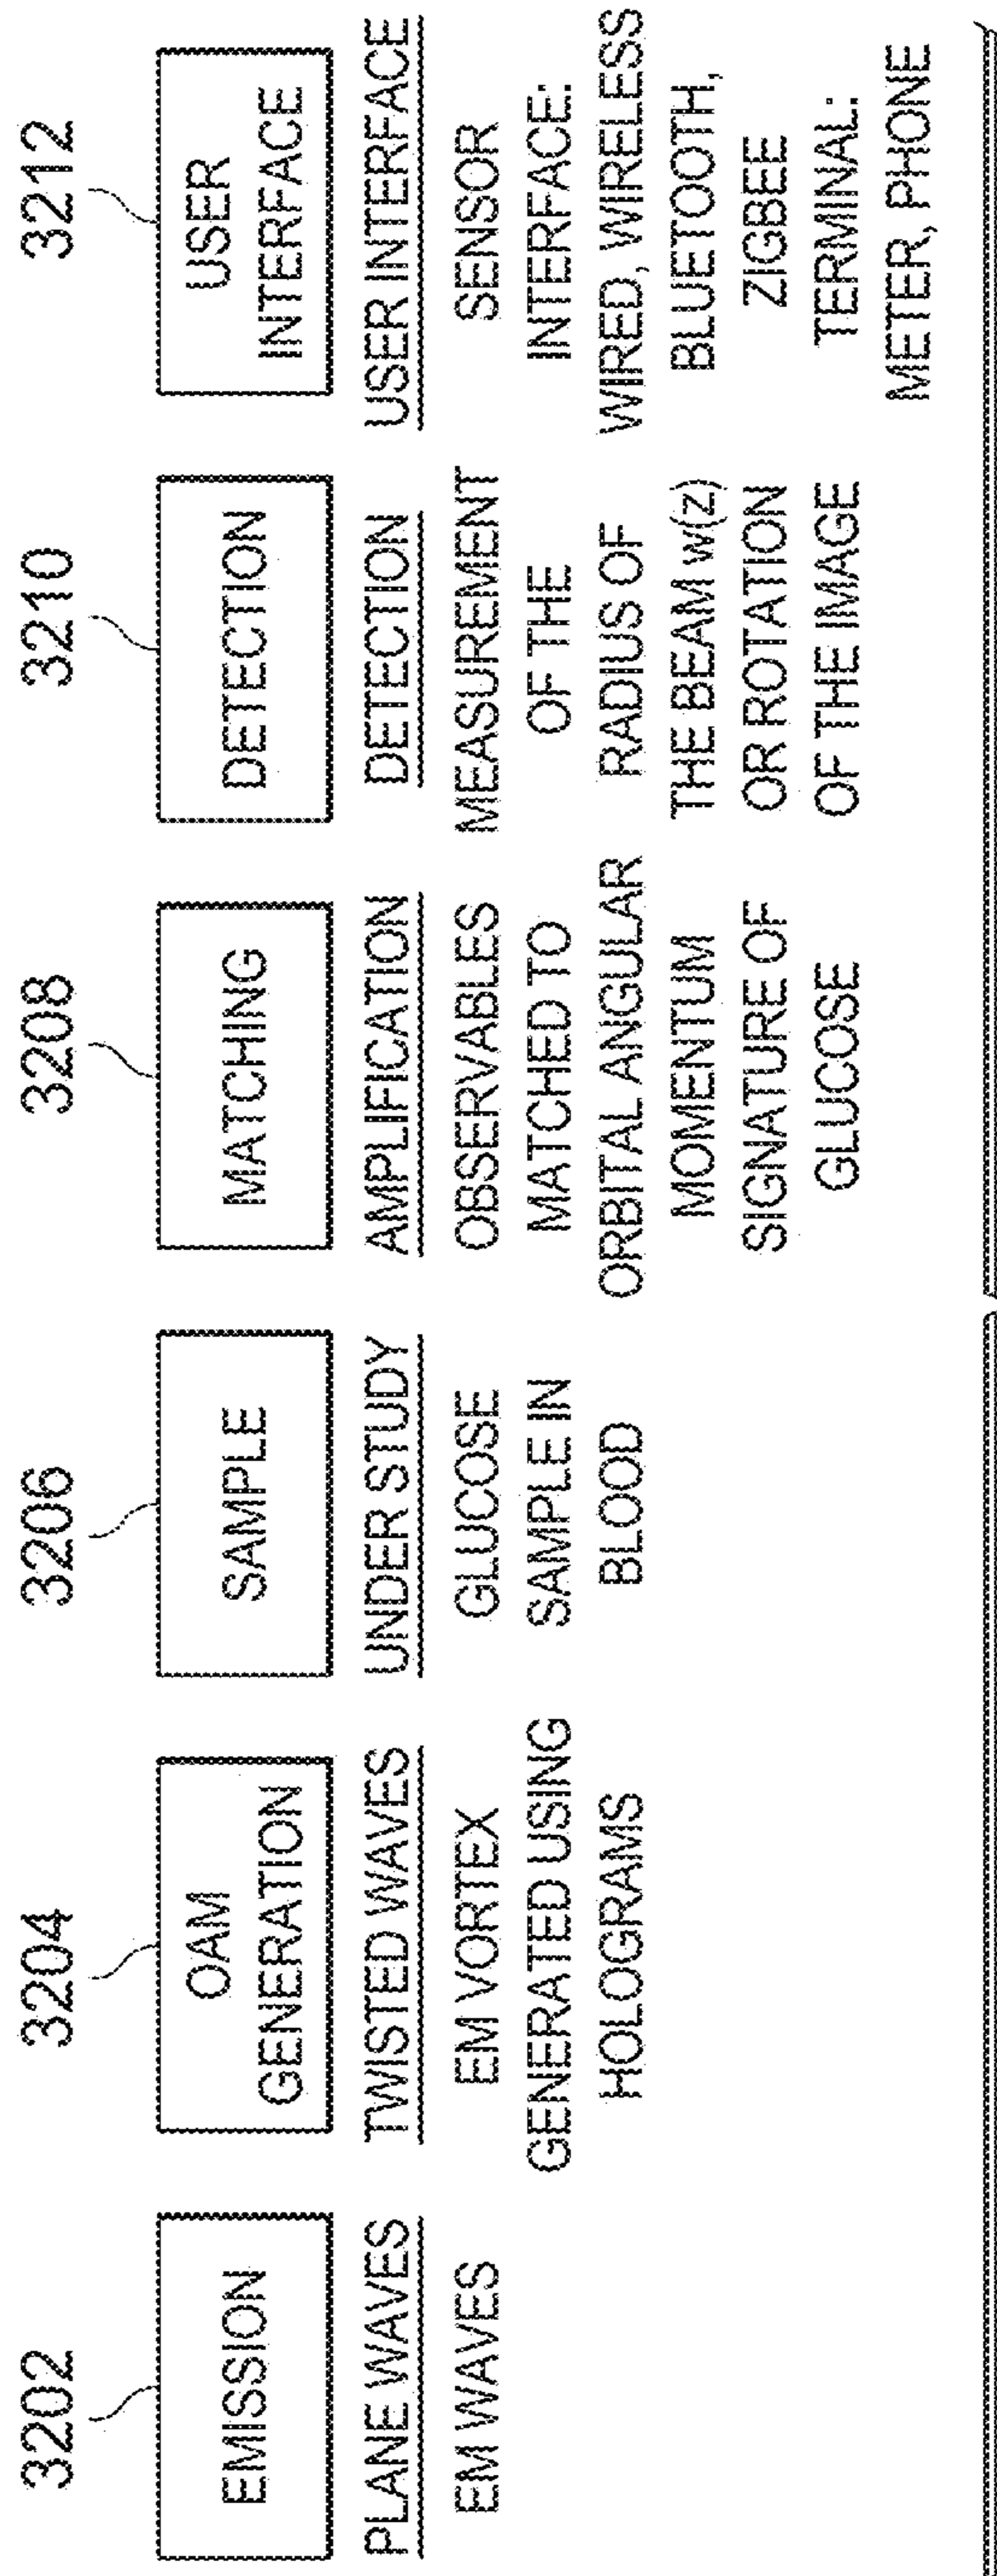 3202
EMISSION
PLANE WAVES
EM WAVES
3204
OAM
GENERATION
TWISTED WAVES
EM VORTEX
GENERATED USING
HOLOGRAMS
3206
SAMPLE
UNDER STUDY
GLUCOSE
SAMPLE IN
BLOOD
3208
MATCHING
AMPLIFICATION
OBSERVABLES
MATCHED TO
ORBITAL ANGULAR
MOMENTUM
SIGNATURE OF
GLUCOSE
3210
DETECTION
DETECTION
MEASUREMENT
OF THE
RADIUS OF
THE BEAM w(z)
OR ROTATION
OF THE IMAGE
3212
USER
INTERFACE
USER INTERFACE
SENSOR
INTERFACE:
WIRED, WIRELESS
BLUETOOTH,
ZIGBEE
TERMINAL:
METER, PHONE